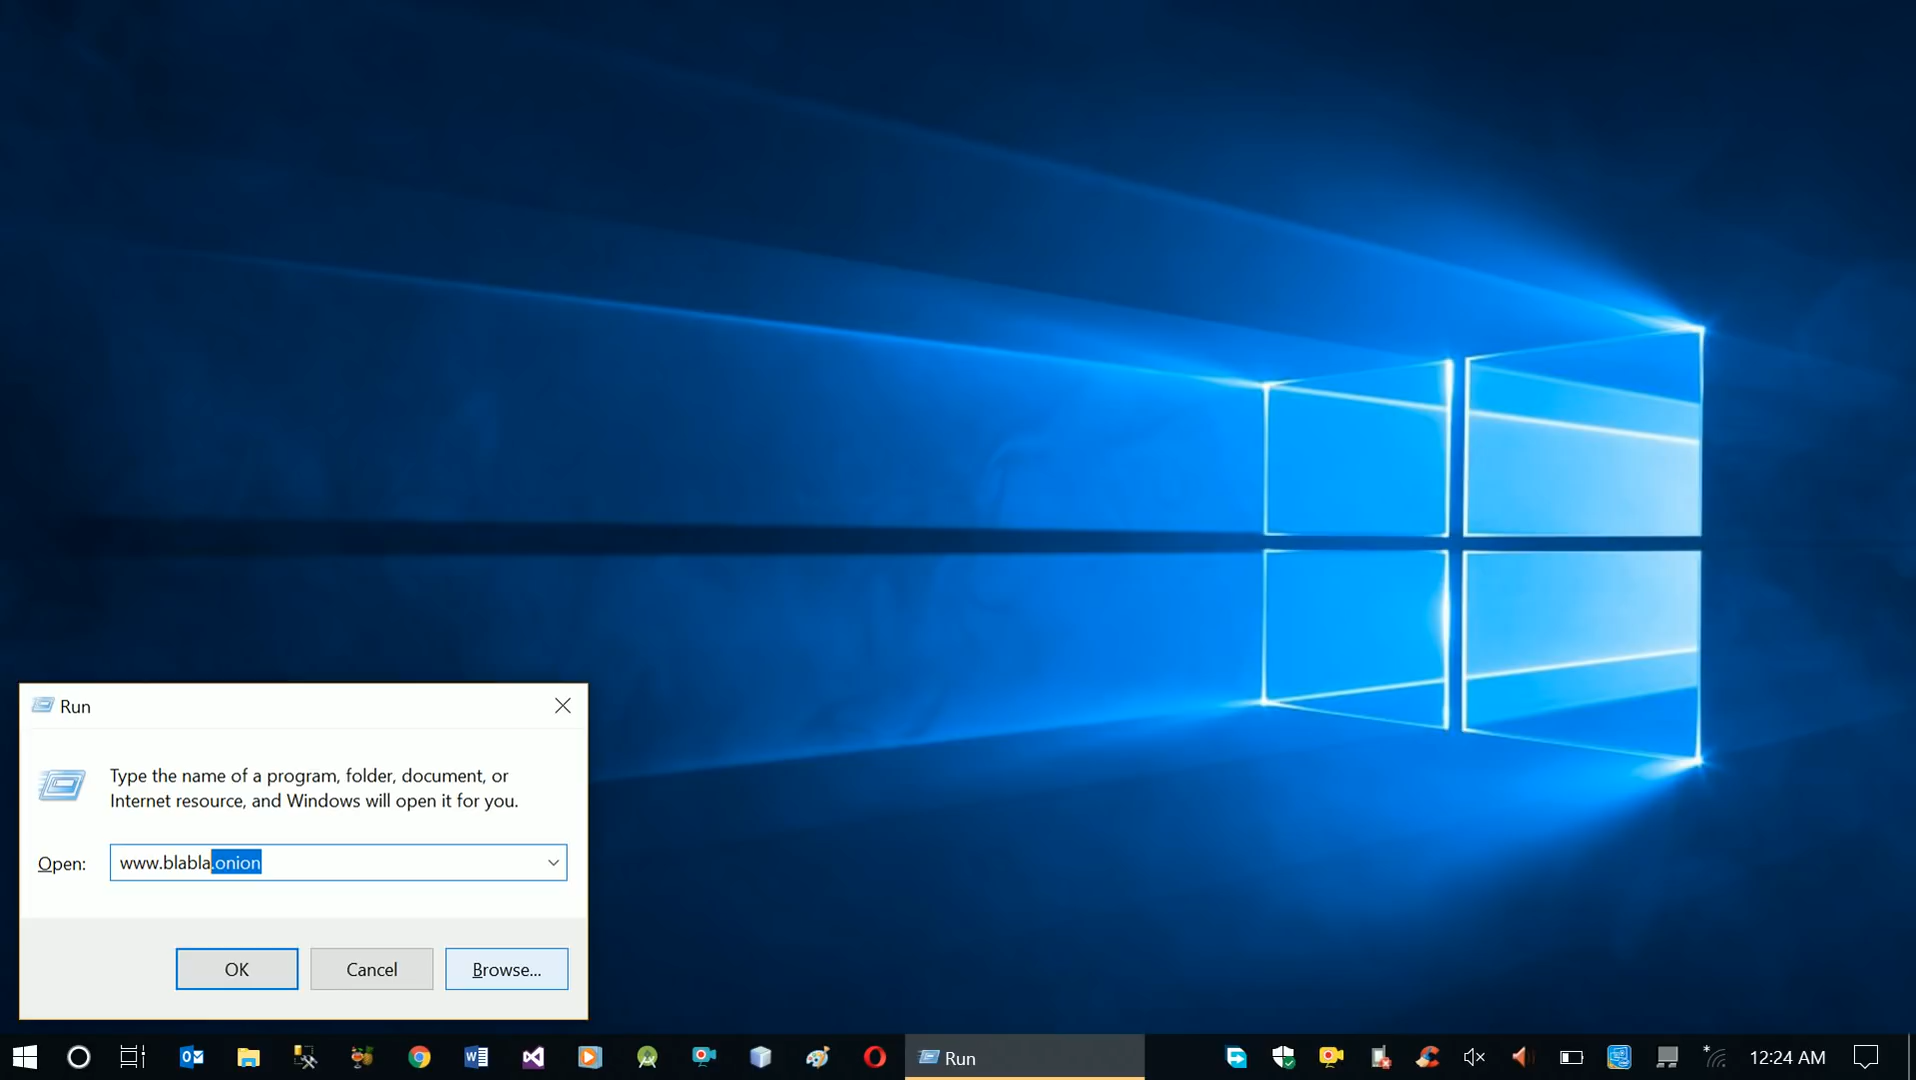 Run
Type the name of a program, folder, document, or
Internet resource, and Windows will open it for you.
Open:
www.blabla.onion
OK
Cancel
Browse...
Run
12:24 AM